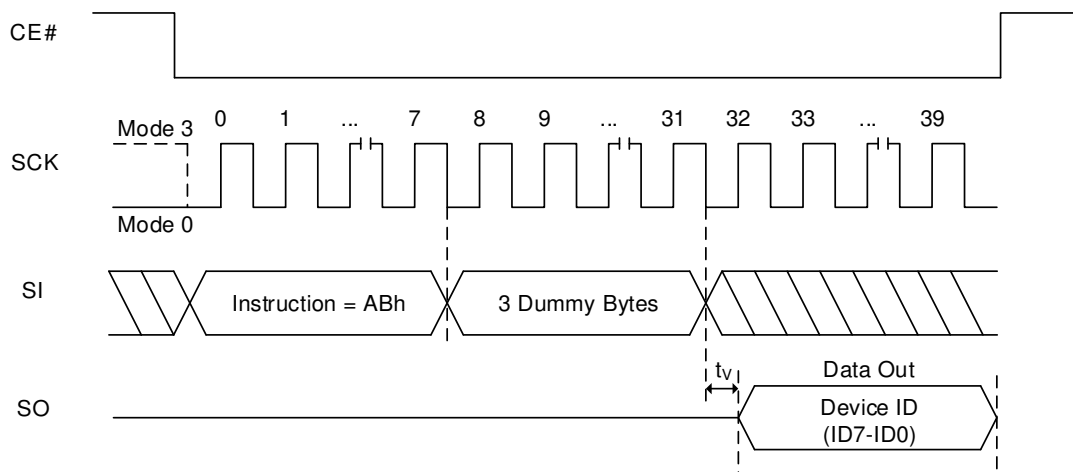 CE#
0 1 ... 7 8 9 ... 31 32 33 ... 39
Mode 3
SCK
Mode 0
SI
Instruction = ABh
3 Dummy Bytes
tV
Data Out
SO
Device ID
(ID7-ID0)